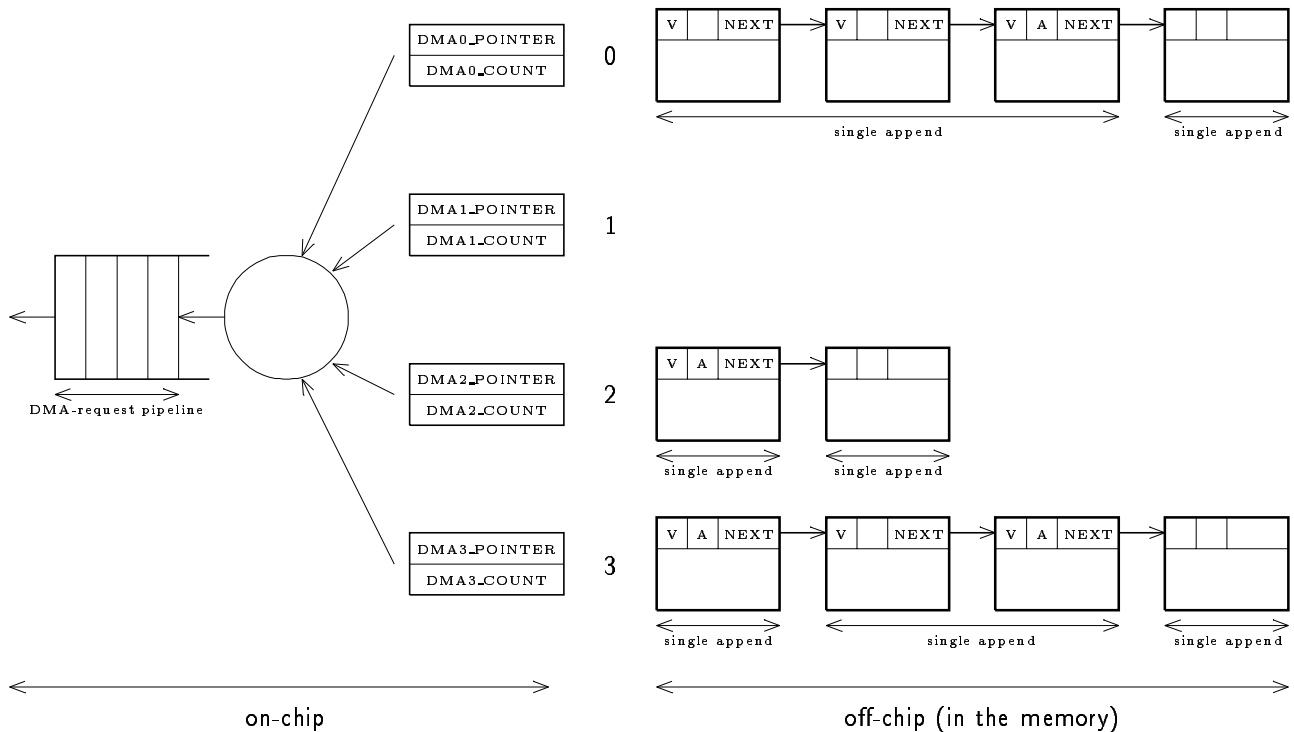 DMA0_POINTER
DMA0_COUNT
0
V NEXT V NEXT V A NEXT
single append single append
DMA1_POINTER
DMA1_COUNT
1
DMA-request pipeline
DMA2_POINTER
DMA2_COUNT
2
V A NEXT
single append single append
DMA3_POINTER
DMA3_COUNT
3
V A NEXT V NEXT V A NEXT
single append single append single append
on-chip
off-chip (in the memory)